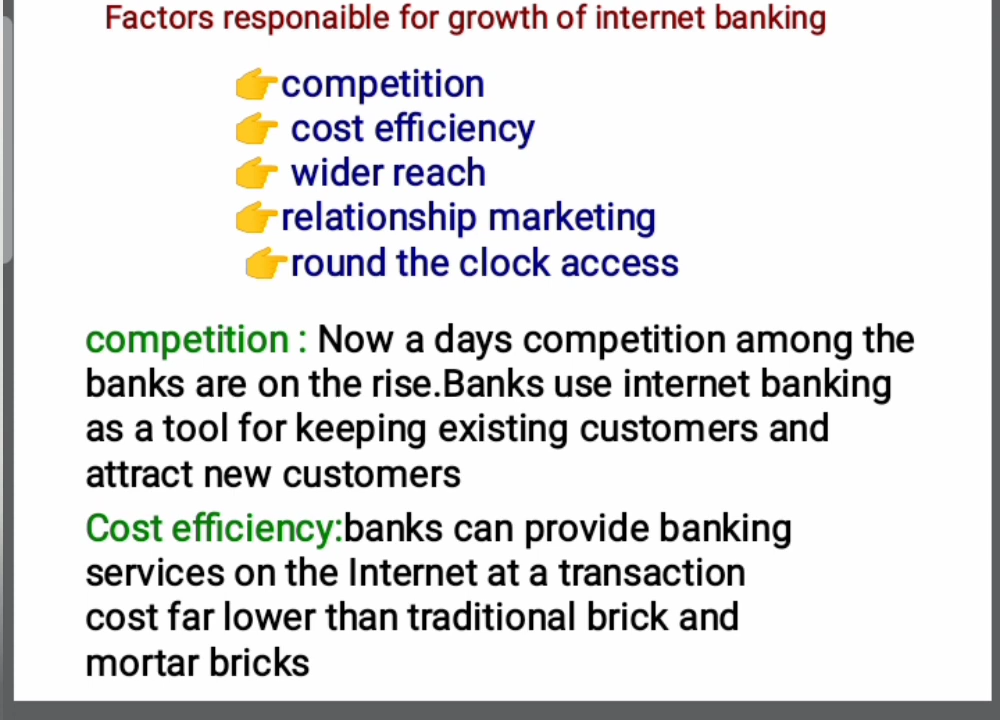 Factors responaible for growth of internet banking
👉competition
👉 cost efficiency
👉 wider reach
👉relationship marketing
👉round the clock access
competition : Now a days competition among the
banks are on the rise.Banks use internet banking
as a tool for keeping existing customers and
attract new customers
Cost efficiency:banks can provide banking
services on the Internet at a transaction
cost far lower than traditional brick and
mortar bricks